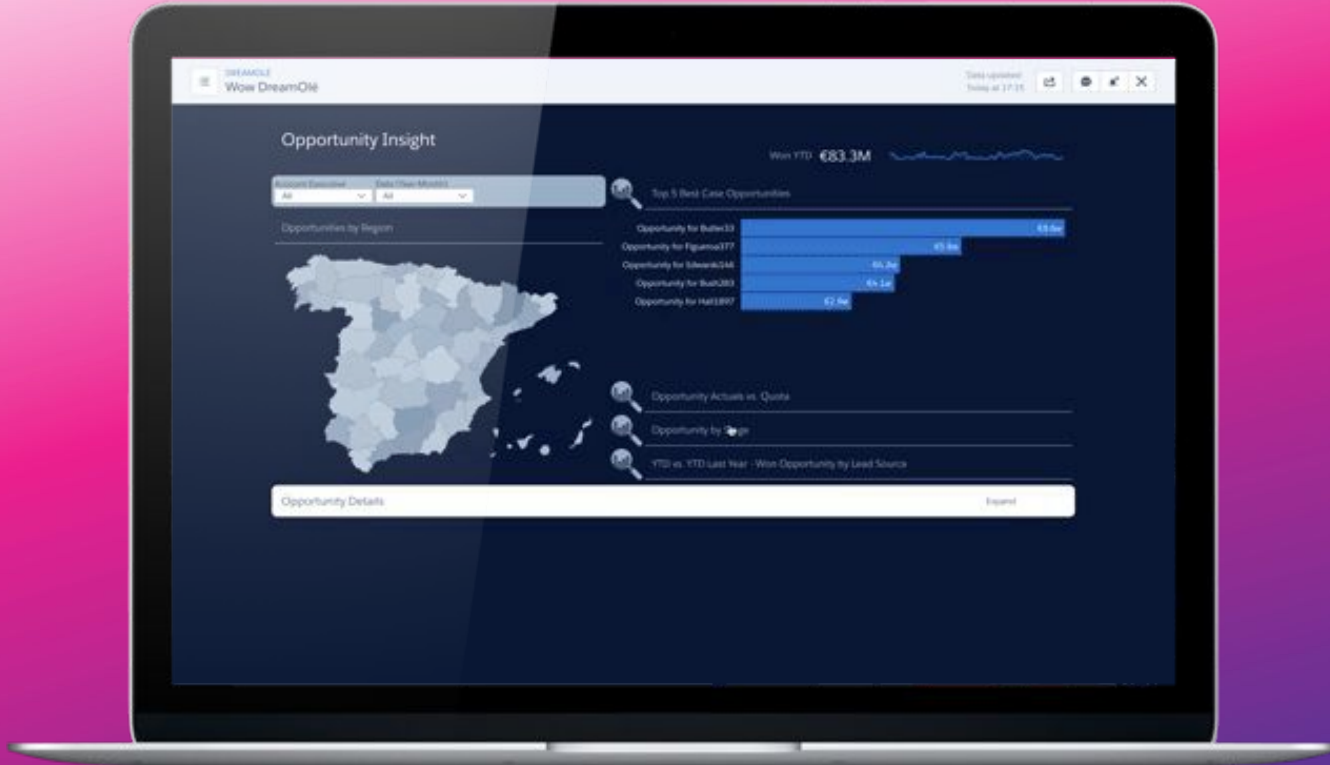 DREAMOLE
Wow DreamOlé
Data updated
Today at 17:15
Opportunity Insight
Won YTD €83.3M
Account Executive Date (Year-Month)
All All
Top 5 Best Case Opportunities
Opportunities by Region
Opportunity for Butler33
Opportunity for Figueroa377
Opportunity for Edwards166
Opportunity for Bush283
Opportunity for Hall1897
Opportunity Actuals vs. Quota
Opportunity by
YTD vs. YTD Last Year - Won Opportunity by Lead Source
Opportunity Details Expand